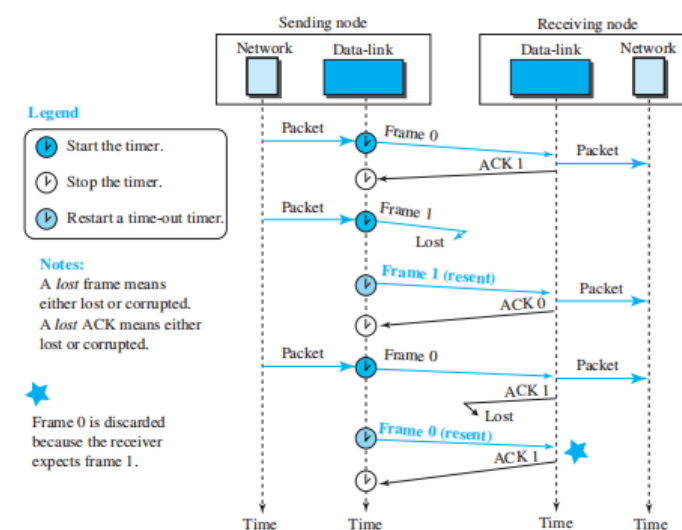 Sending node
Receiving node
Network
Data-link
Data-link
Network
Legend
Start the timer.
Stop the timer.
Restart a time-out timer.
Notes:
A lost frame means
either lost or corrupted.
A lost ACK means either
lost or corrupted.
Frame 0 is discarded
because the receiver
expects frame 1.
Packet
Frame 0
Packet
ACK 1
Packet
Frame 1
Lost
Frame 1 (resent)
Packet
ACK 0
Packet
Frame 0
Packet
ACK 1
Lost
Frame 0 (resent)
ACK 1
Time
Time
Time
Time